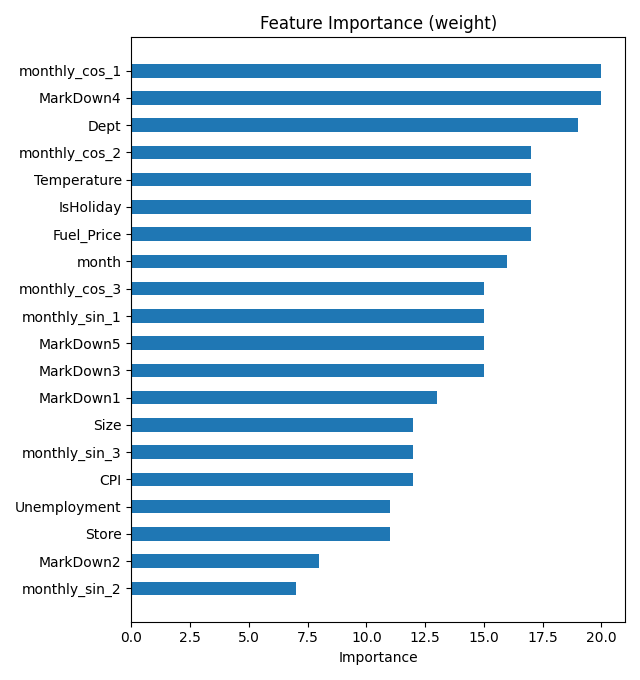 Feature Importance (weight)
monthly_cos_1
MarkDown4
Dept
monthly_cos_2
Temperature
IsHoliday
Fuel_Price
month
monthly_cos_3
monthly_sin_1
MarkDown5
MarkDown3
MarkDown1
Size
monthly_sin_3
CPI
Unemployment
Store
MarkDown2
monthly_sin_2
0.0 2.5 5.0 7.5 10.0 12.5 15.0 17.5 20.0
Importance